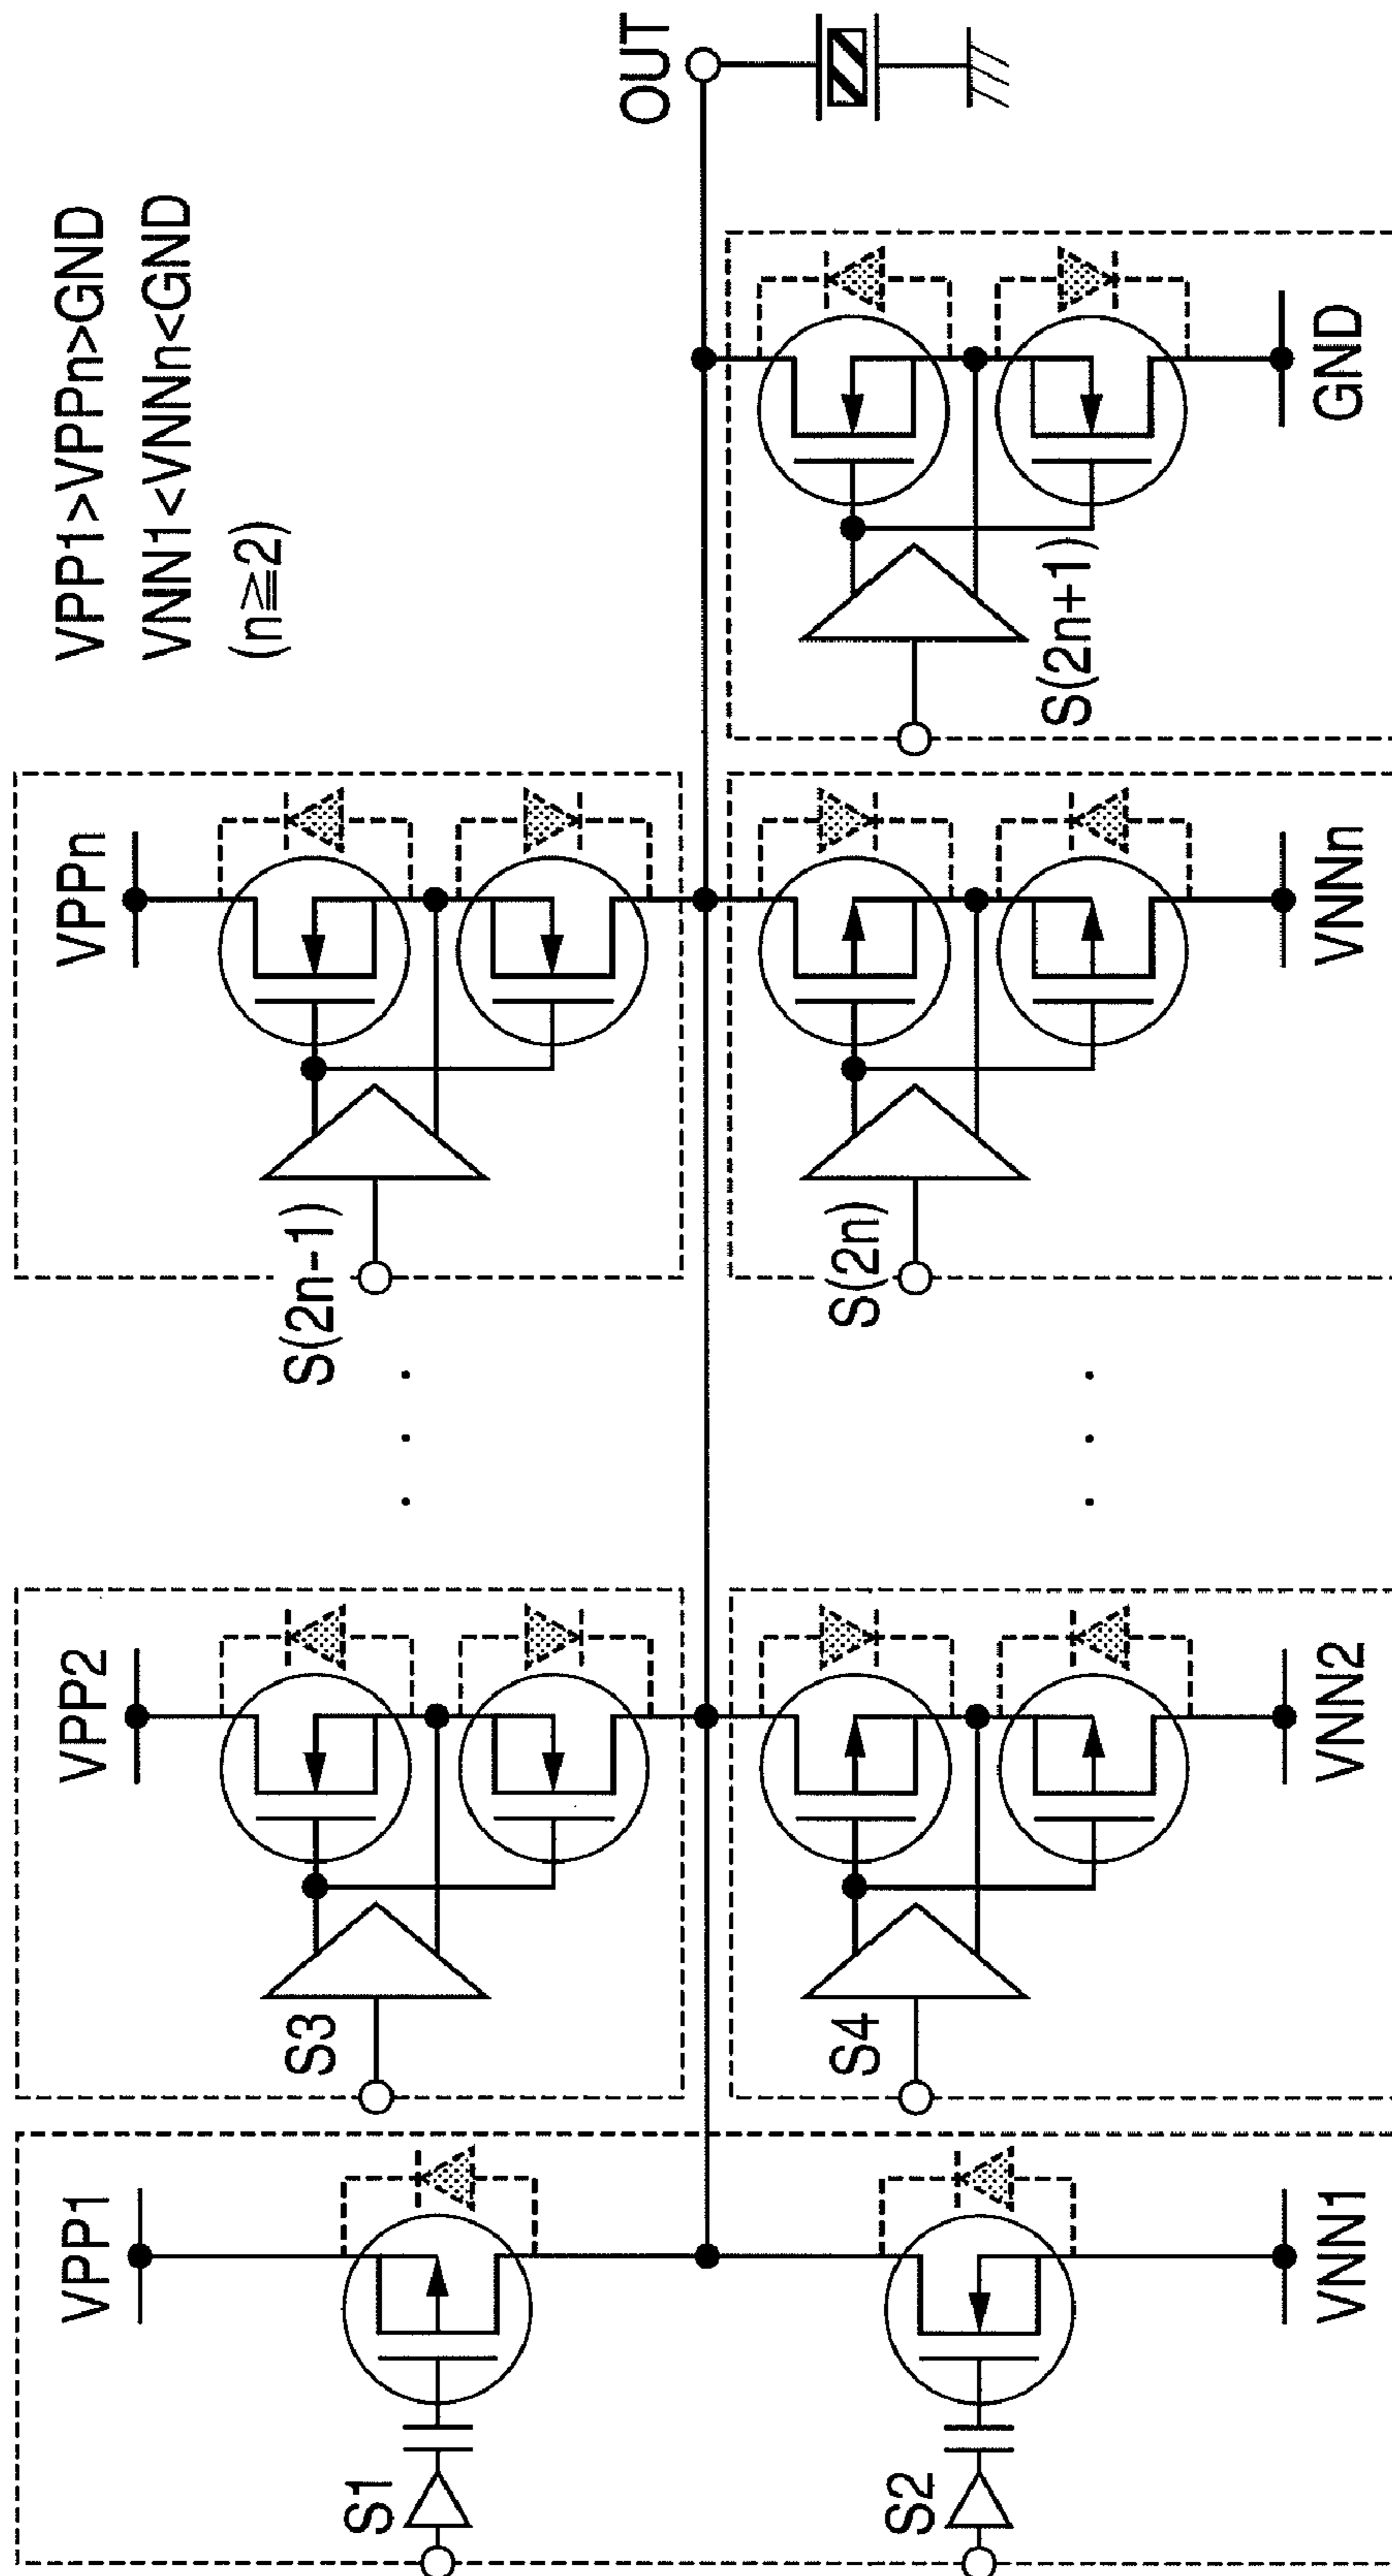 VPP1>VPPn>GND
VNN1<VNNn<GND
(n≧2)
VPP1
VPP2
VPPn
S1
S3
S(2n-1)
. . .
OUT
S2
S4
S(2n)
S(2n+1)
. . .
VNN1
VNN2
VNNn
GND